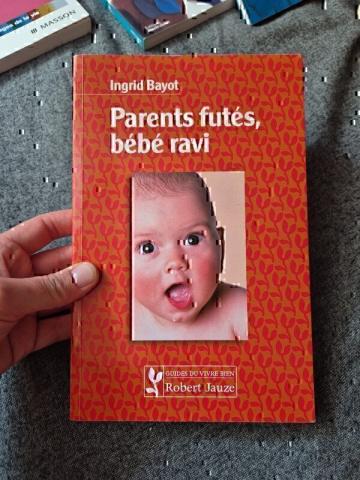 MASSON
Ingrid Bayot
Parents futés,
bébé ravi
GUIDES DU VIVRE BIEN
Robert Jauze